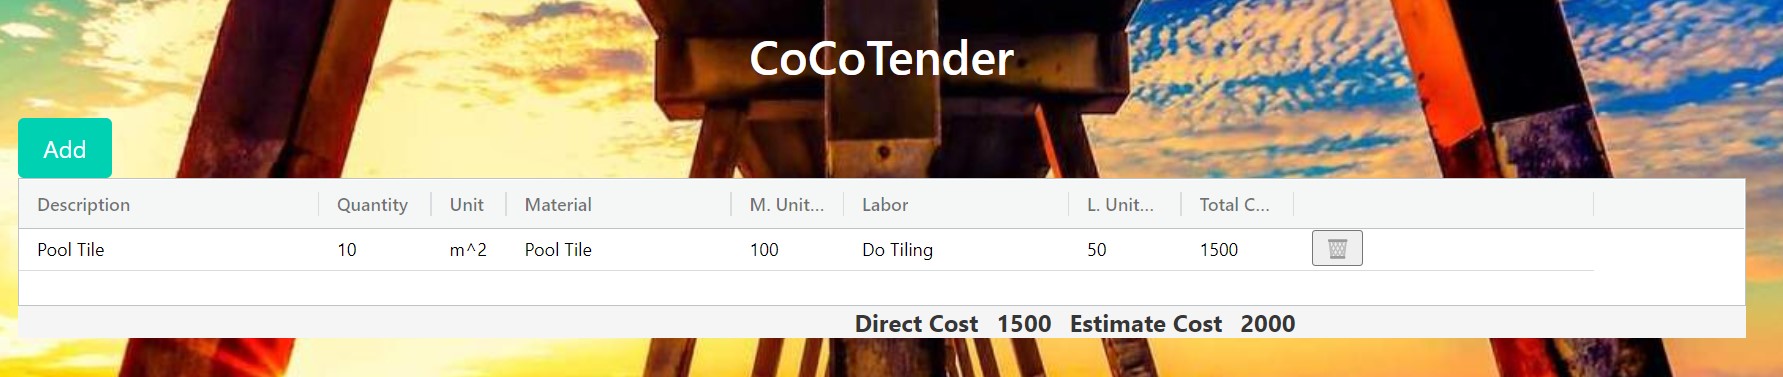 CoCoTender
Add
Description Quantity Unit Material M. Unit... Labor L. Unit... Total C...
Pool Tile 10 m^2 Pool Tile 100 Do Tiling 50 1500
Direct Cost 1500 Estimate Cost 2000